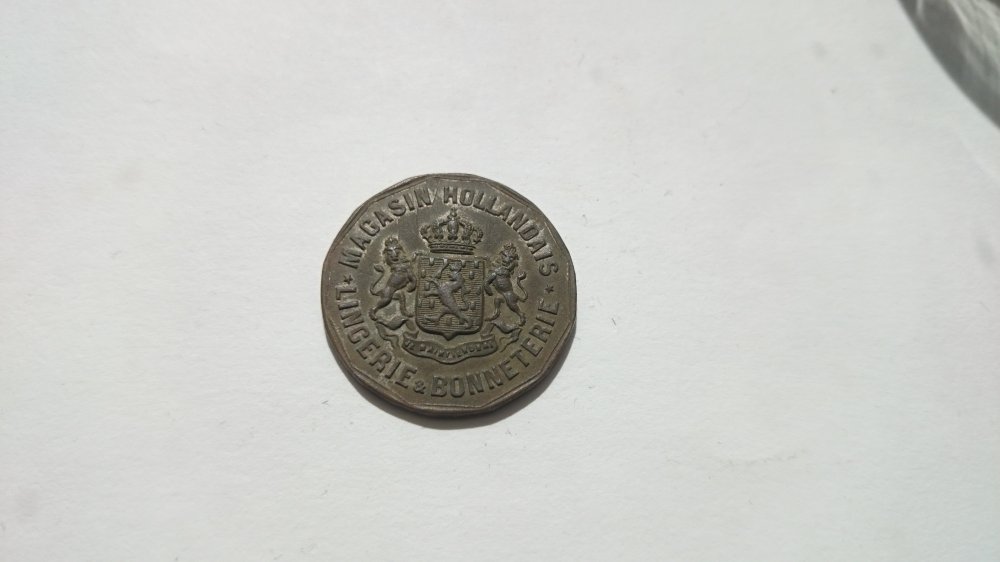 MAGASIN HOLLANDAIS
* LINGERIE & BONNETERIE *